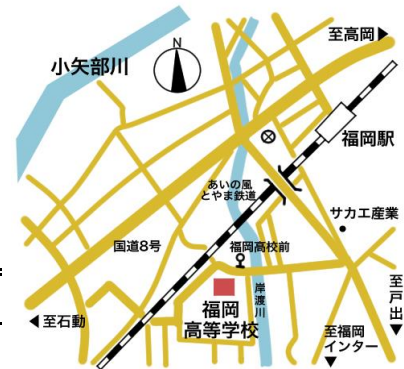 至高岡▶
N
小矢部川
福岡駅
あいの風
とやま鉄道
サカエ産業
国道8号
福岡高校前
岸渡川
至戸出▼
福岡
高等学校
◀至石動
至福岡
インター
▼